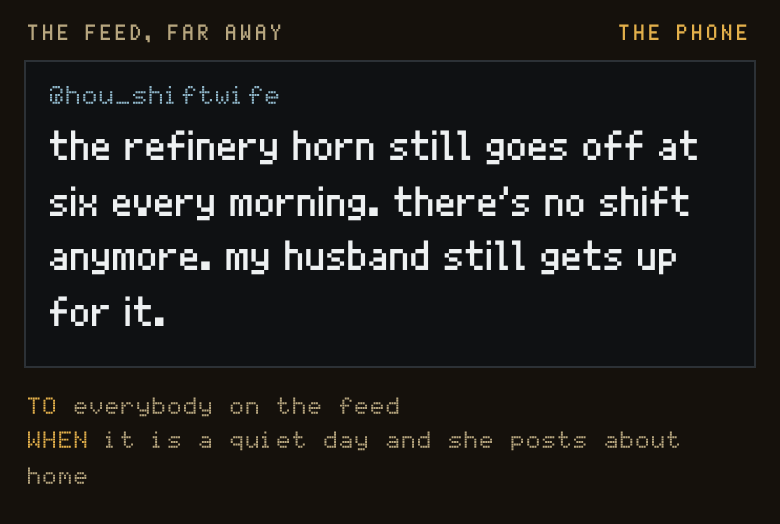 THE FEED, FAR AWAY
THE PHONE
@hou_shiftwife
the refinery horn still goes off at
six every morning. there's no shift
anymore. my husband still gets up
for it.
TO everybody on the feed
WHEN it is a quiet day and she posts about
home